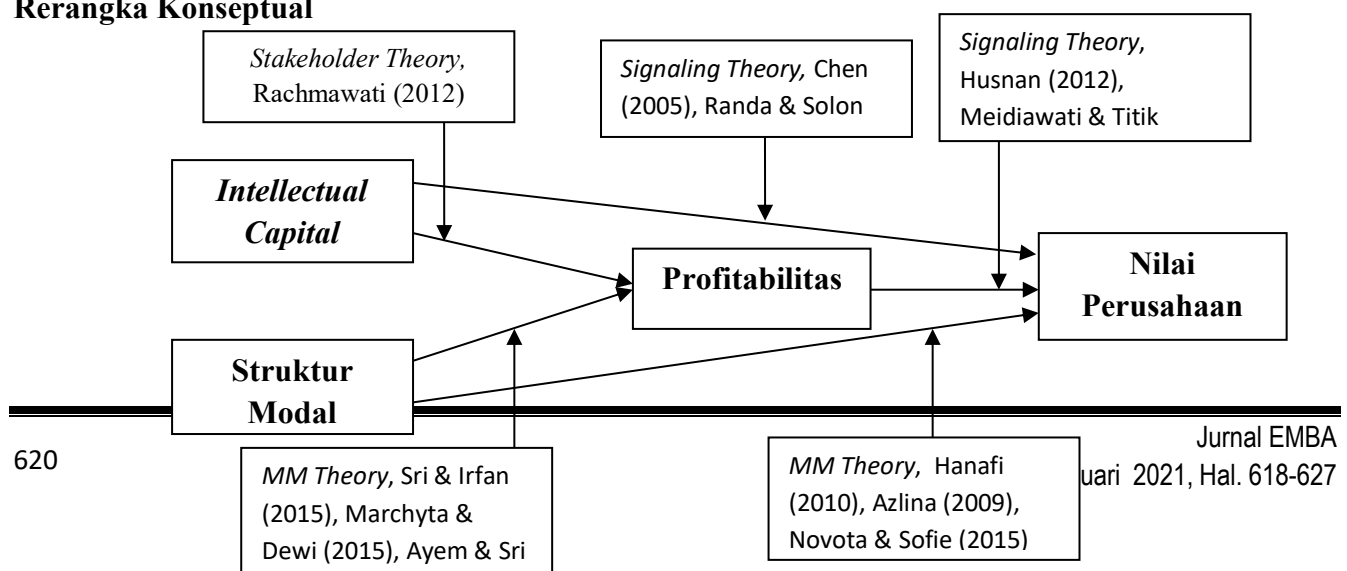 Rerangka Konseptual
Stakeholder Theory,
Rachmawati (2012)
Signaling Theory, Chen
(2005), Randa & Solon
Signaling Theory,
Husnan (2012),
Meidiawati & Titik
Intellectual
Capital
Profitabilitas
Nilai
Perusahaan
Struktur
Modal
MM Theory, Sri & Irfan
(2015), Marchyta &
Dewi (2015), Ayem & Sri
MM Theory, Hanafi
(2010), Azlina (2009),
Novota & Sofie (2015)
620
Jurnal EMBA
uari 2021, Hal. 618-627